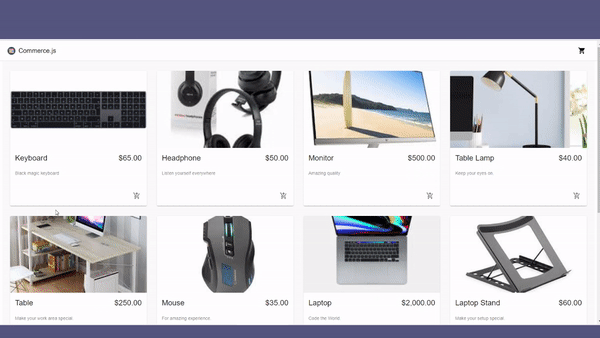 Commerce.js
Keyboard $65.00
Black magic keyboard
Headphone $50.00
Listen yourself everywhere
Monitor $500.00
Amazing quality
Table Lamp $40.00
Keep your eyes on
Table $250.00
Make your work area special
Mouse $35.00
For amazing experience
Laptop $2,000.00
Code the World
Laptop Stand $60.00
Make your setup special